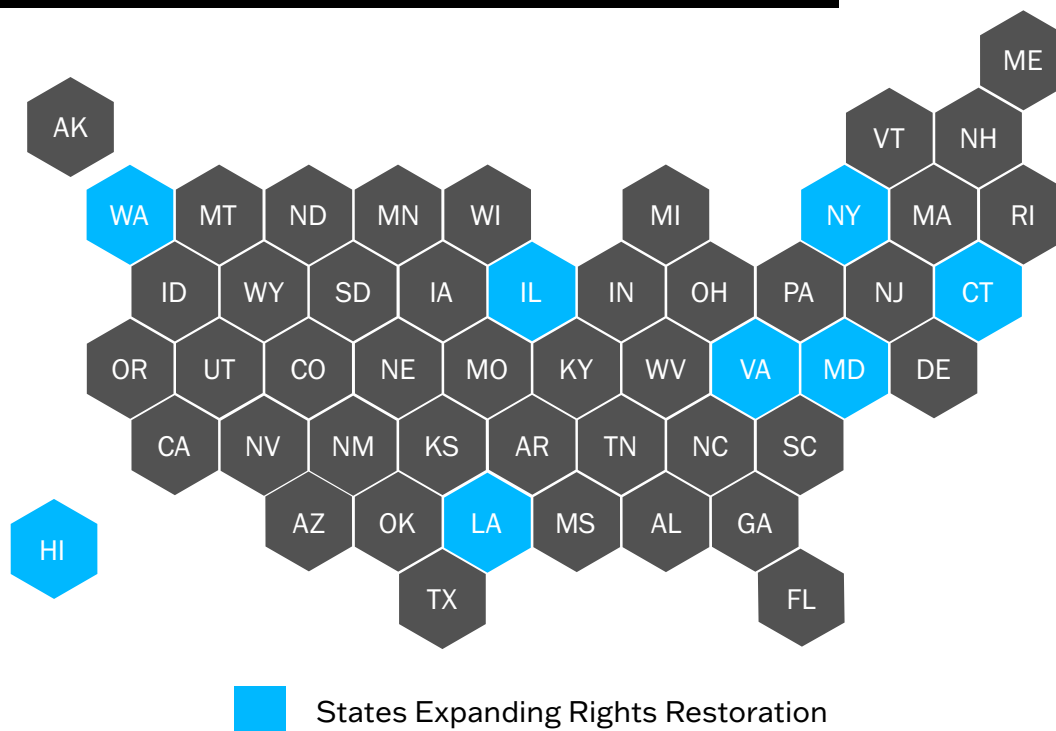 ME
AK
VT NH
WA MT ND MN WI MI NY MA RI
ID WY SD IA IL IN OH PA NJ CT
OR UT CO NE MO KY WV VA MD DE
CA NV NM KS AR TN NC SC
AZ OK LA MS AL GA
HI
TX FL
States Expanding Rights Restoration